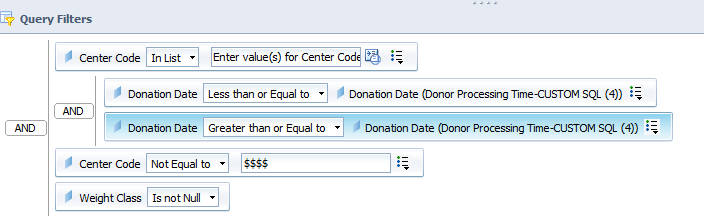 Query Filters
Center Code In List Enter value(s) for Center Code
Donation Date Less than or Equal to Donation Date (Donor Processing Time-CUSTOM SQL (4))
AND
Donation Date Greater than or Equal to Donation Date (Donor Processing Time-CUSTOM SQL (4))
AND
Center Code Not Equal to $$$$
Weight Class Is not Null